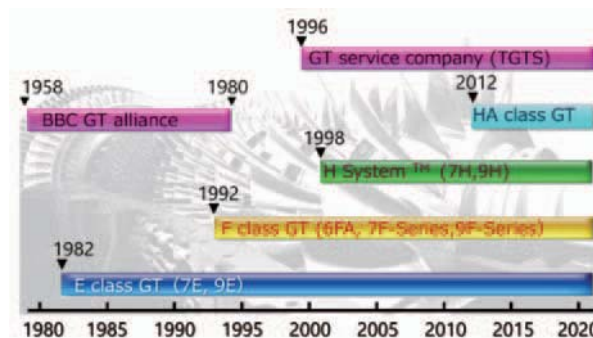 1996
GT service company (TGTS)
1958
1980
2012
BBC GT alliance
HA class GT
1998
H System ™ (7H,9H)
1992
F class GT (6FA, 7F-Series,9F-Series)
1982
E class GT (7E, 9E)
1980 1985 1990 1995 2000 2005 2010 2015 2020